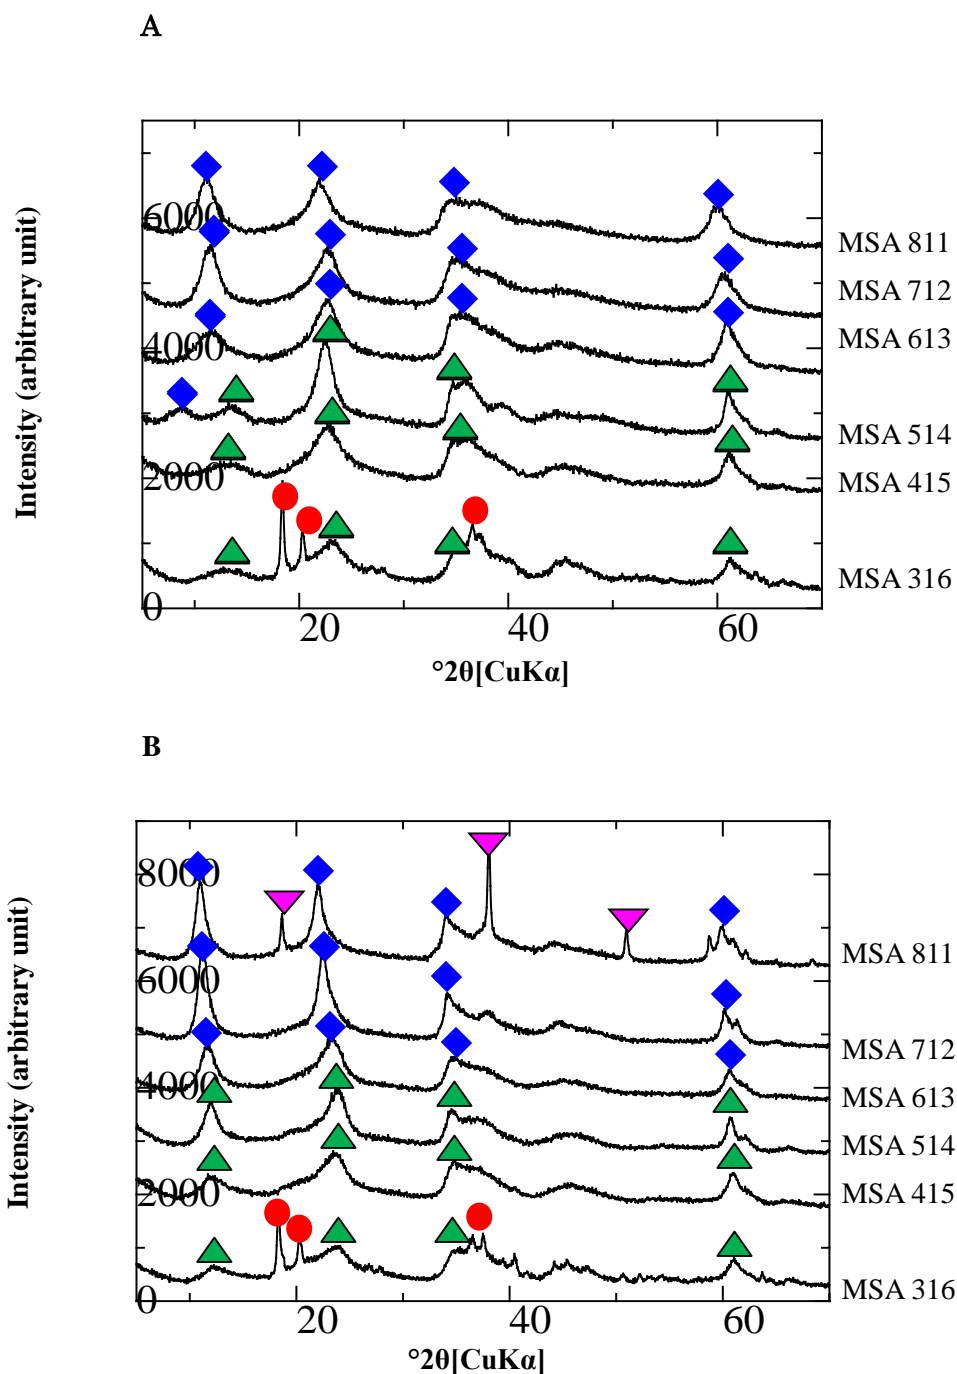 A
Intensity (arbitrary unit)
6000
4000
2000
0
MSA 811
MSA 712
MSA 613
MSA 514
MSA 415
MSA 316
20 40 60
°2θ[CuKα]
B
Intensity (arbitrary unit)
8000
6000
4000
2000
0
MSA 811
MSA 712
MSA 613
MSA 514
MSA 415
MSA 316
20 40 60
°2θ[CuKα]